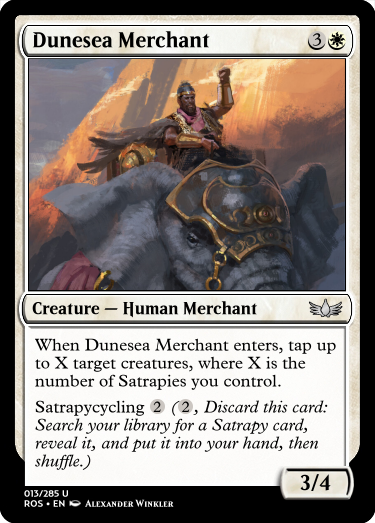 Dunesea Merchant 3
Creature — Human Merchant
When Dunesea Merchant enters, tap up
to X target creatures, where X is the
number of Satrapies you control.
Satrapycycling 2 (2, Discard this card:
Search your library for a Satrapy card,
reveal it, and put it into your hand, then
shuffle.)
3/4
013/285 U
ROS • EN Alexander Winkler